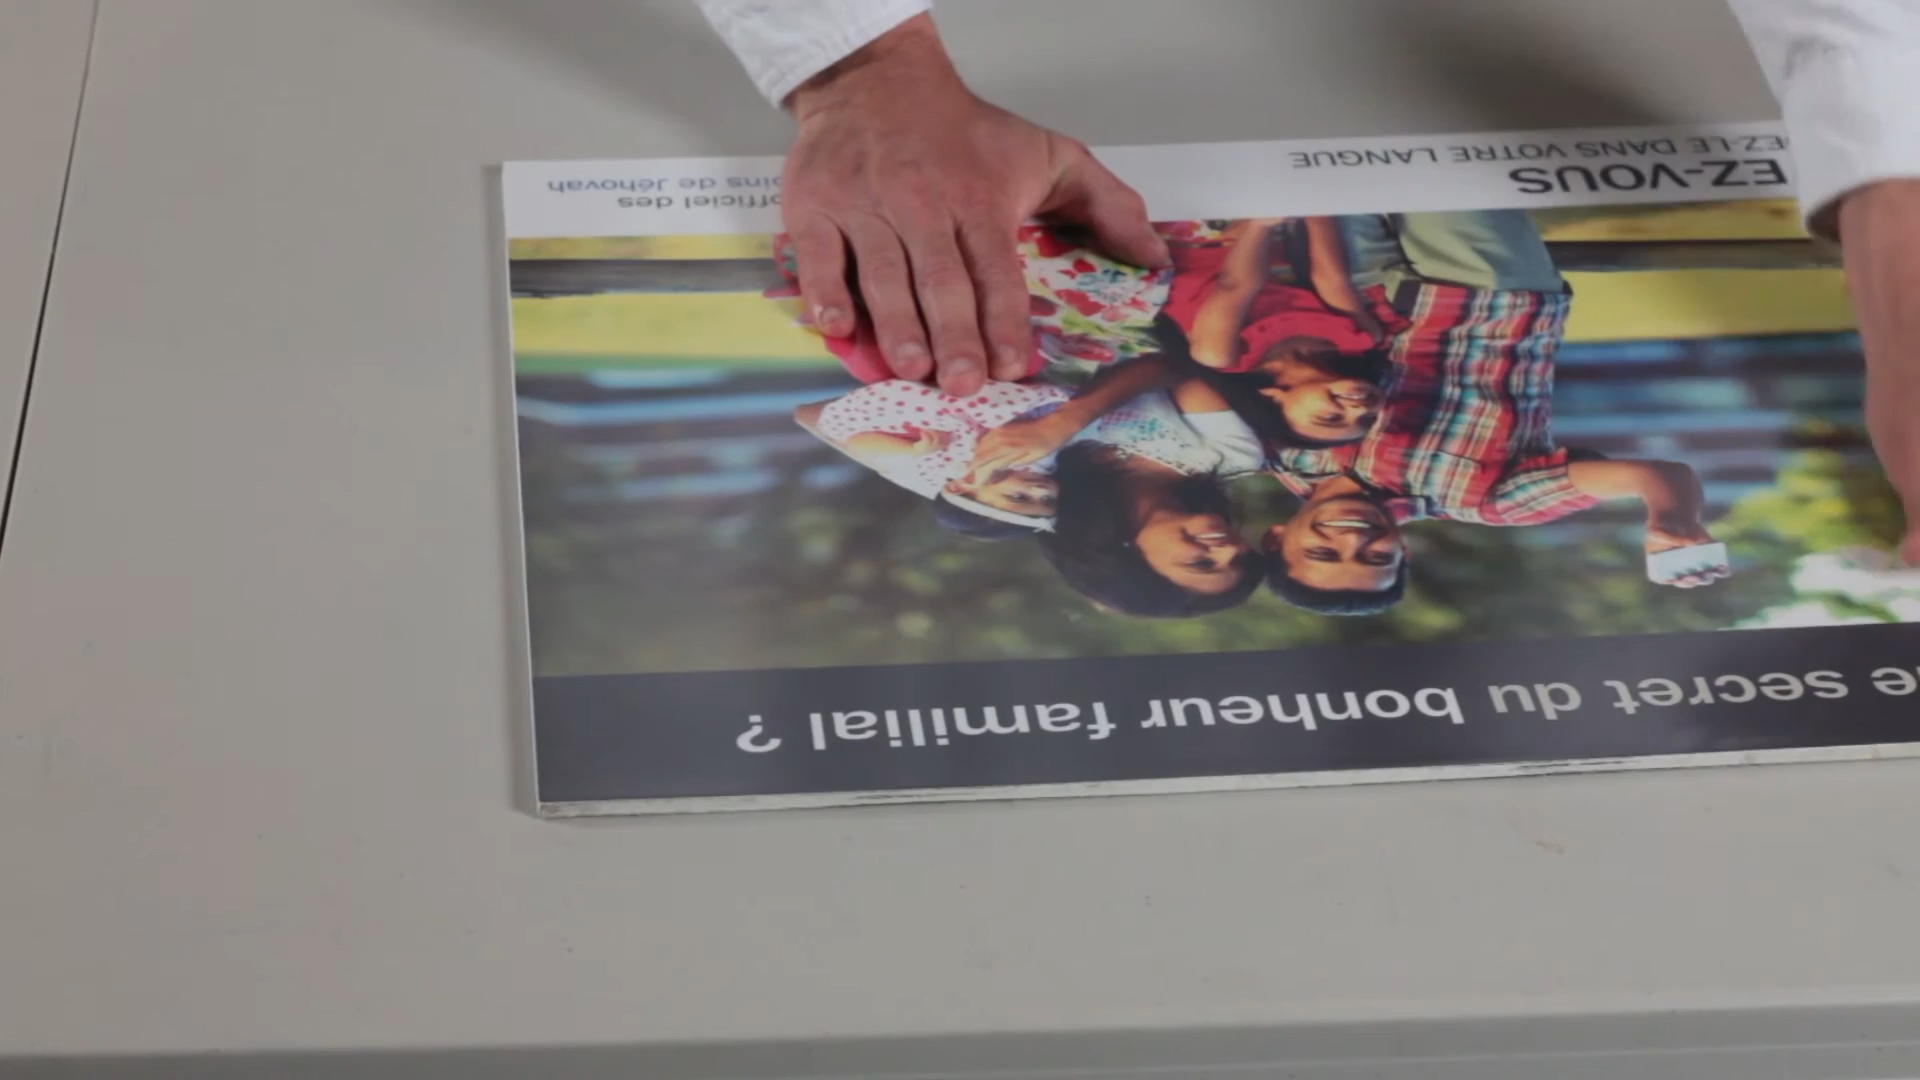 e secret du bonheur familial ?
EZ-VOUS
EZ-LE DANS VOTRE LANGUE
officiel des
oins de Jéhovah